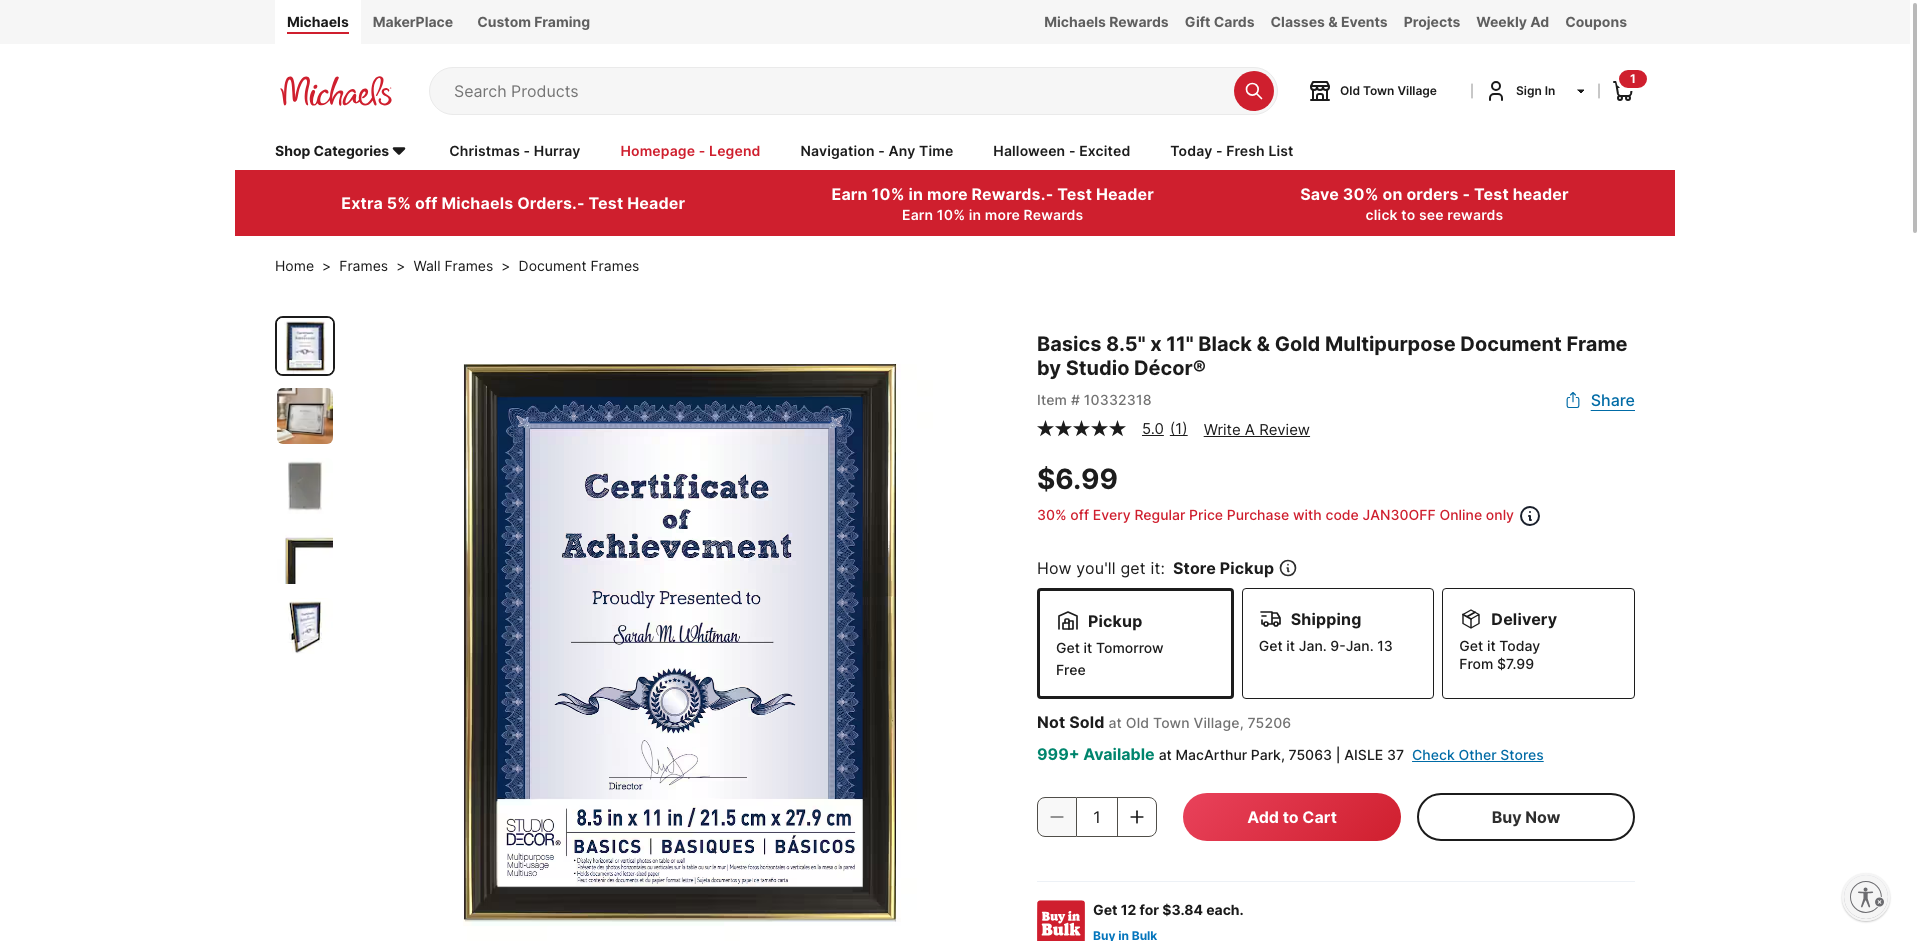 Michaels
MakerPlace
Custom Framing
Michaels Rewards
Gift Cards
Classes & Events
Projects
Weekly Ad
Coupons
Michaels
Search Products
Old Town Village
Sign In
1
Shop Categories
Christmas - Hurray
Homepage - Legend
Navigation - Any Time
Halloween - Excited
Today - Fresh List
Extra 5% off Michaels Orders.- Test Header
Earn 10% in more Rewards.- Test Header
Earn 10% in more Rewards
Save 30% on orders - Test header
click to see rewards
Home > Frames > Wall Frames > Document Frames
Certificate
of
Achievement
Proudly Presented to
Sarah M. Whitman
Director
STUDIO
DECOR®
Multipurpose
Multi-usage
Multiuso
8.5 in x 11 in / 21.5 cm x 27.9 cm
BASICS | BASIQUES | BÁSICOS
Basics 8.5" x 11" Black & Gold Multipurpose Document Frame
by Studio Décor®
Item # 10332318
Share
5.0 (1) Write A Review
$6.99
30% off Every Regular Price Purchase with code JAN30OFF Online only
How you'll get it: Store Pickup
Pickup
Get it Tomorrow
Free
Shipping
Get it Jan. 9-Jan. 13
Delivery
Get it Today
From $7.99
Not Sold at Old Town Village, 75206
999+ Available at MacArthur Park, 75063 | AISLE 37 Check Other Stores
1
Add to Cart
Buy Now
Buy in
Bulk
Get 12 for $3.84 each.
Buy in Bulk